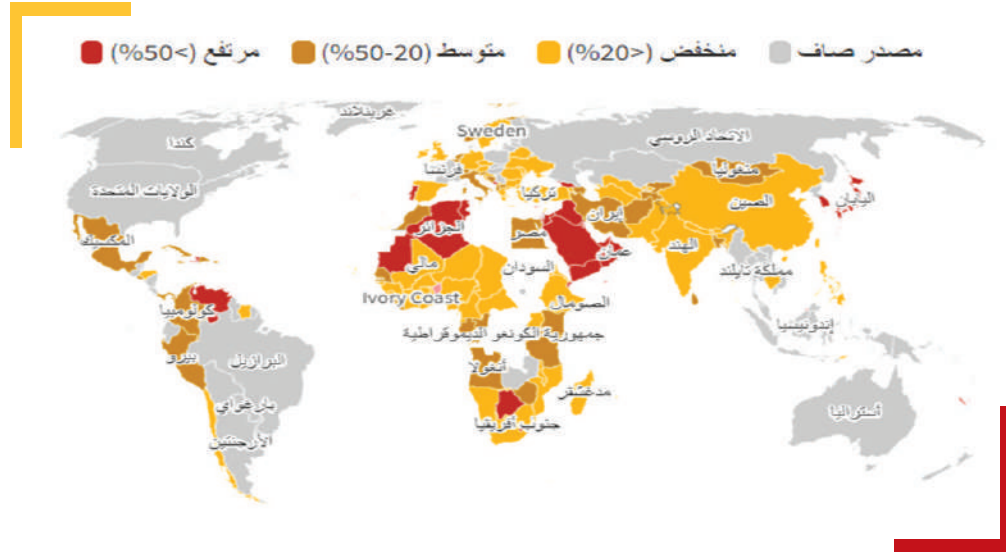 مصدر صاف منخفض (<20%) متوسط (20-50%) مرتفع (>50%)
غرينلاند
Sweden
الاتحاد الروسي
كندا
فرنسا
منغوليا
الولايات المتحدة
تركيا
الصين
اليابان
إيران
الجزائر
مصر
المكسيك
الهند
عمان
مالي
السودان
مملكة تايلند
Ivory Coast
الصومال
كولومبيا
إندونيسيا
جمهورية الكونغو الديموقراطية
البرازيل
بيرو
أنغولا
مدغشقر
بارغواي
أستراليا
جنوب أفريقيا
الأرجنتين